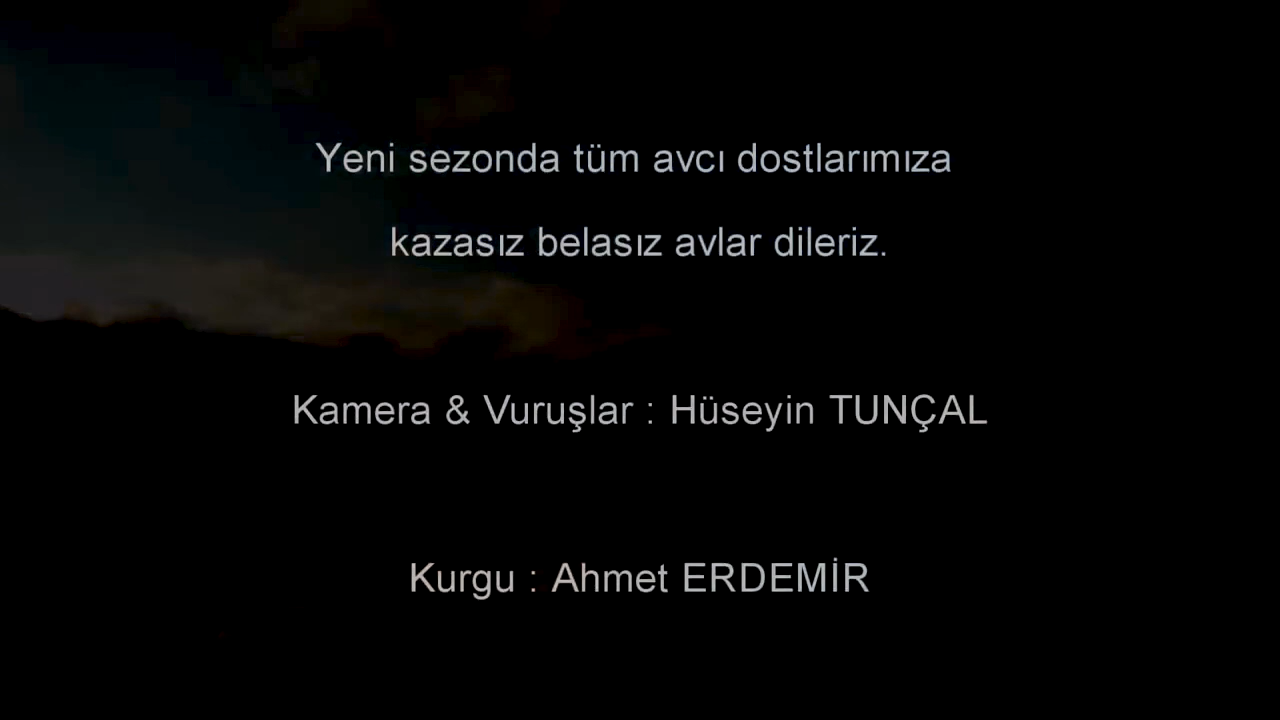 Yeni sezonda tüm avcı dostlarımıza
kazasız belasız avlar dileriz.
Kamera & Vuruşlar : Hüseyin TUNÇAL
Kurgu : Ahmet ERDEMİR